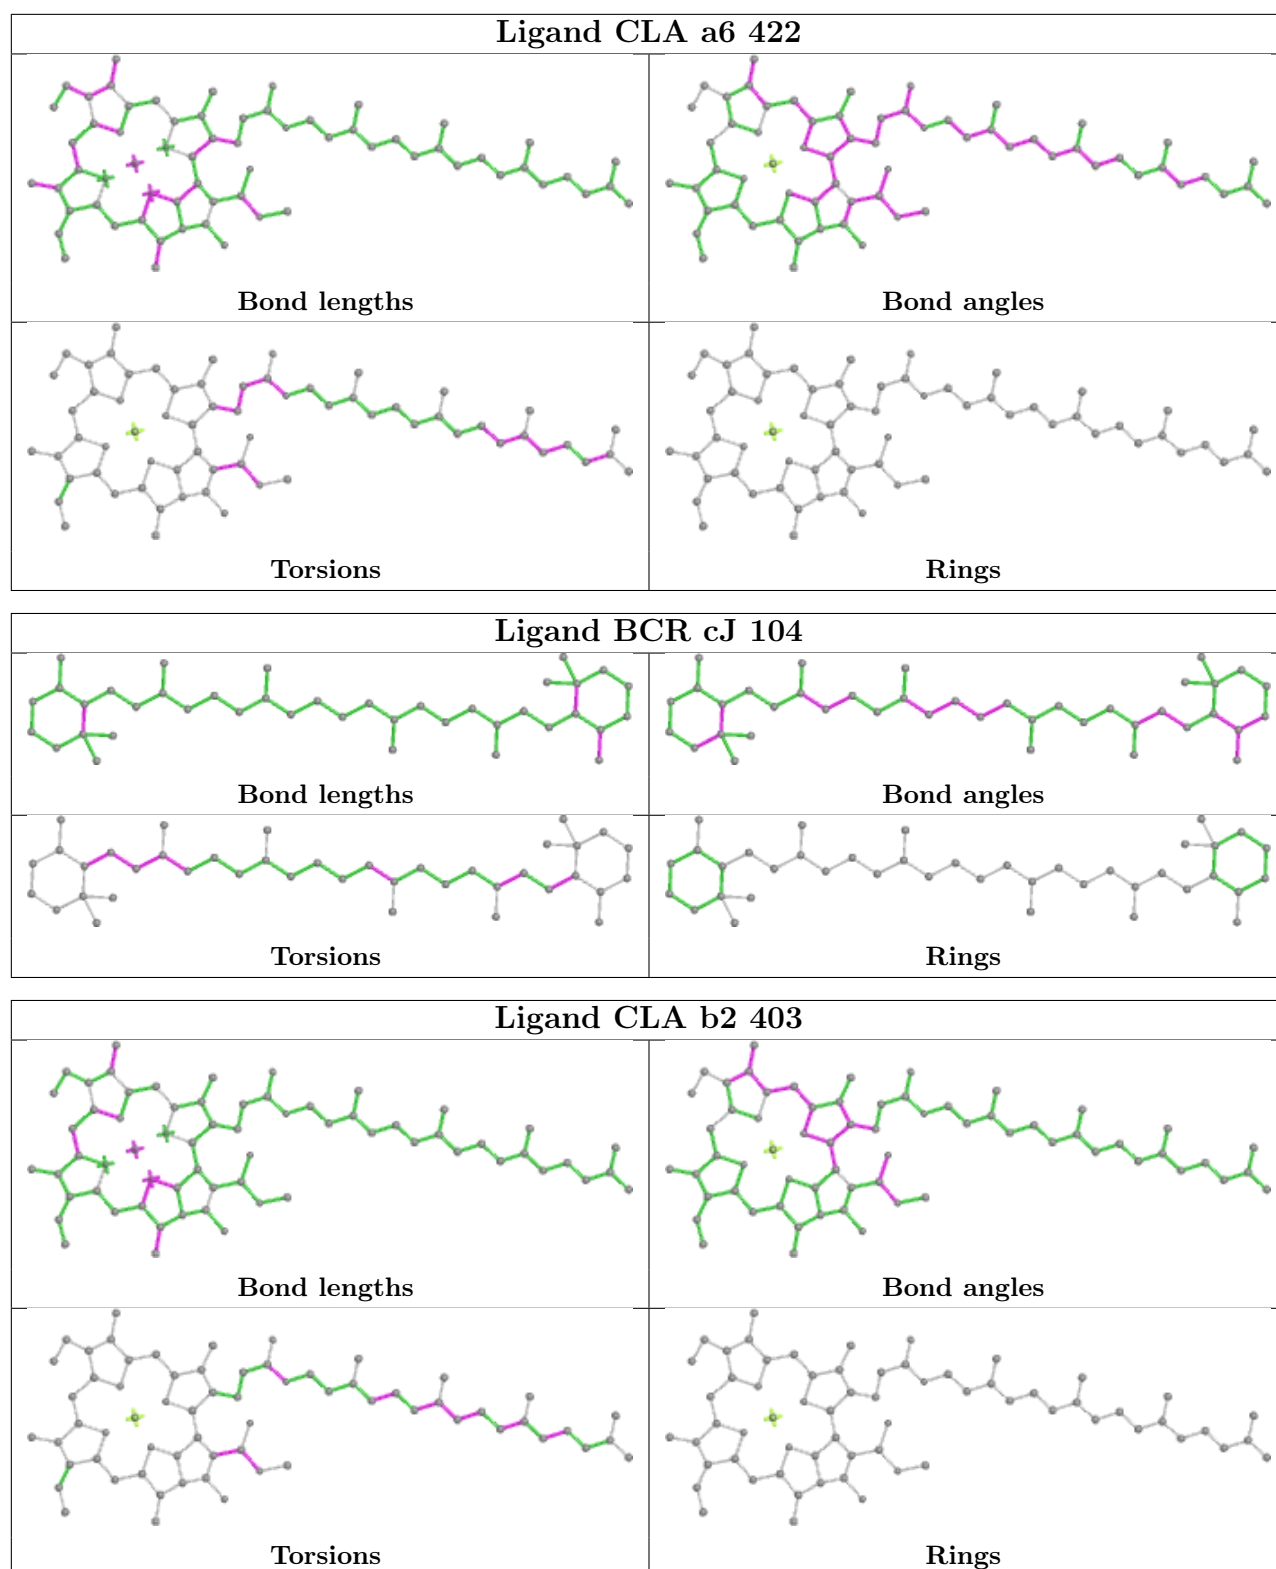 Ligand CLA a6 422
Bond lengths
Bond angles
Torsions
Rings
Ligand BCR cJ 104
Bond lengths
Bond angles
Torsions
Rings
Ligand CLA b2 403
Bond lengths
Bond angles
Torsions
Rings